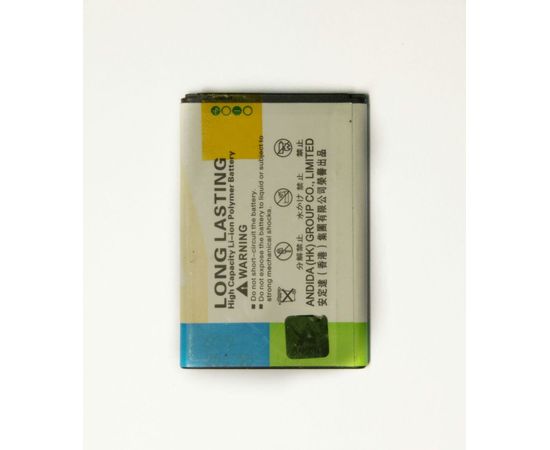 LONG LASTING
High Capacity Li-ion Polymer Battery
WARNING
Do not short-circuit the battery.
Do not expose the battery to liquid or subject to
strong mechanical shocks.
分解禁止 水かけ禁止
ANDIDA (HK) GROUP CO., LIMITED
安定達(香港)集團有限公司榮譽出品